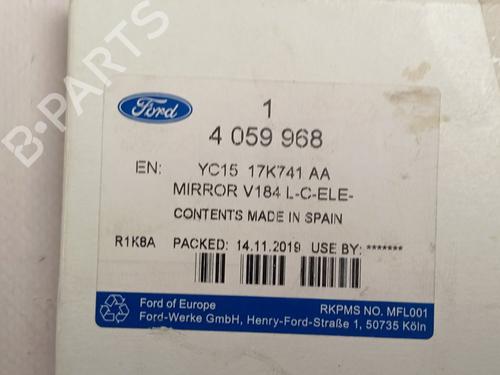 B-PARTS
Ford
1
4 059 968
EN: YC15 17K741 AA
MIRROR V184 L-C-ELE-
CONTENTS MADE IN SPAIN
R1K8A PACKED: 14.11.2019 USE BY: *******
Ford of Europe RKPMS NO. MFL001
Ford-Werke GmbH, Henry-Ford-Straße 1, 50735 Köln